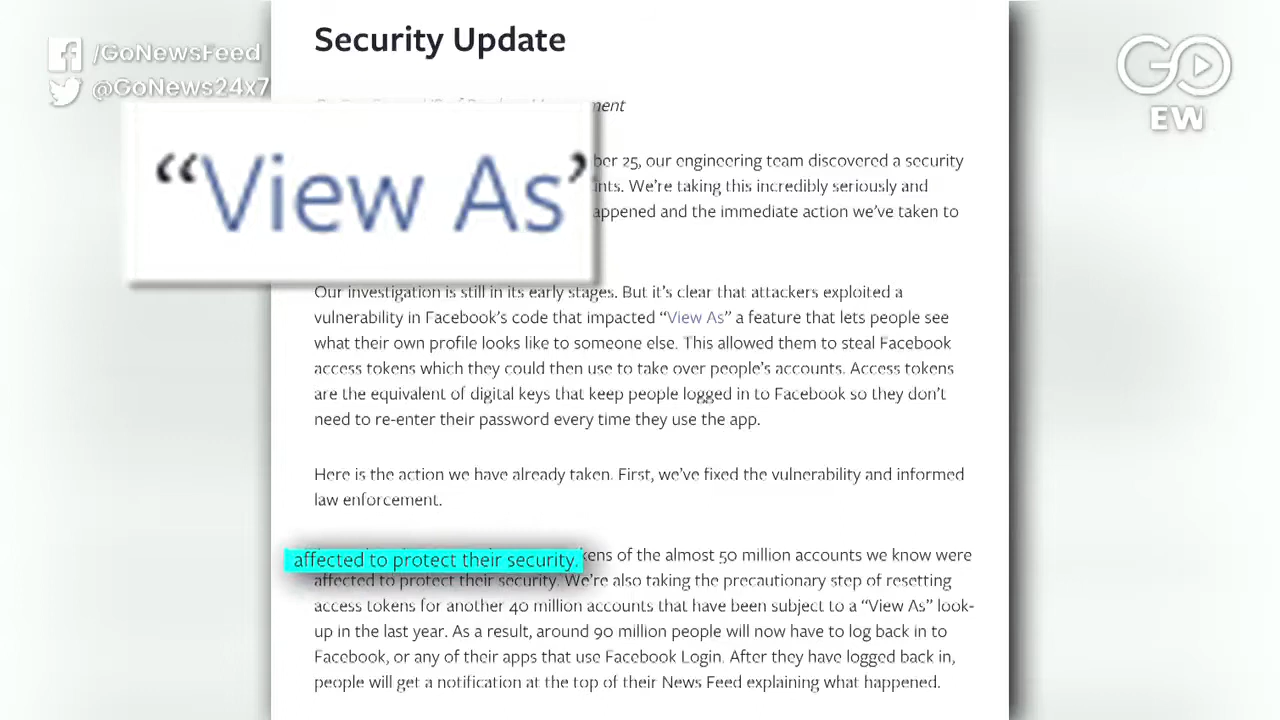 Security Update
/GoNewsFeed
@GoNews24x7
GO
EW
“View As’
ber 25, our engineering team discovered a security
ints. We’re taking this incredibly seriously and
appened and the immediate action we’ve taken to
Our investigation is still in its early stages. But it’s clear that attackers exploited a
vulnerability in Facebook’s code that impacted “View As” a feature that lets people see
what their own profile looks like to someone else. This allowed them to steal Facebook
access tokens which they could then use to take over people’s accounts. Access tokens
are the equivalent of digital keys that keep people logged in to Facebook so they don’t
need to re-enter their password every time they use the app.
Here is the action we have already taken. First, we’ve fixed the vulnerability and informed
law enforcement.
affected to protect their security.
kens of the almost 50 million accounts we know were
affected to protect their security. We’re also taking the precautionary step of resetting
access tokens for another 40 million accounts that have been subject to a “View As” look-
up in the last year. As a result, around 90 million people will now have to log back in to
Facebook, or any of their apps that use Facebook Login. After they have logged back in,
people will get a notification at the top of their News Feed explaining what happened.